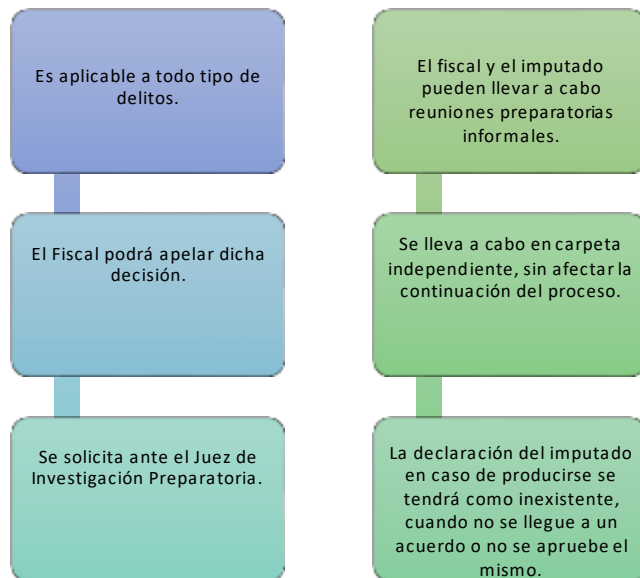 Es aplicable a todo tipo de
delitos.
El Fiscal podrá apelar dicha
decisión.
Se solicita ante el Juez de
Investigación Preparatoria.
El fiscal y el imputado
pueden llevar a cabo
reuniones preparatorias
informales.
Se lleva a cabo en carpeta
independiente, sin afectar la
continuación del proceso.
La declaración del imputado
en caso de producirse se
tendrá como inexistente,
cuando no se llegue a un
acuerdo o no se apruebe el
mismo.